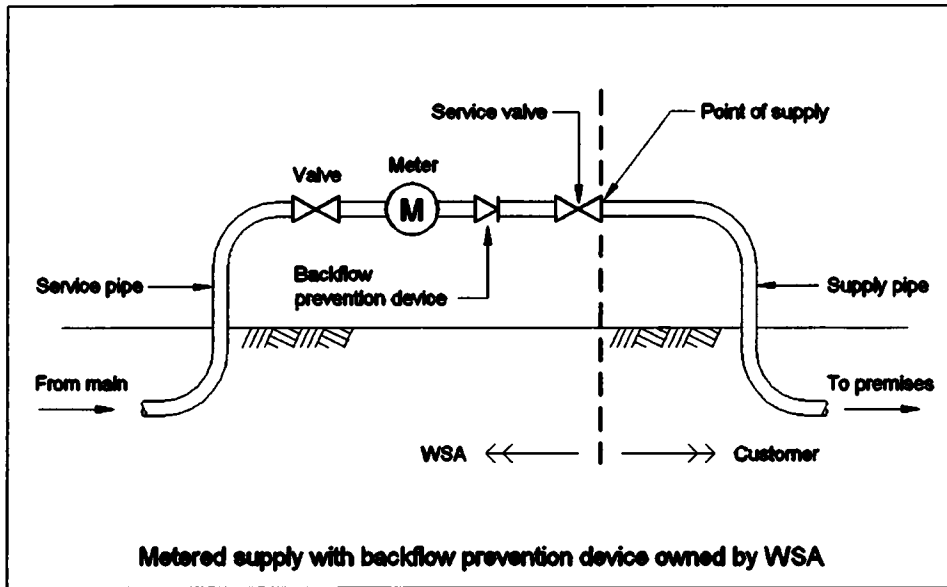 Service valve
Point of supply
Valve
Meter
M
Backflow
prevention device
Service pipe
Supply pipe
From main
To premises
WSA
Customer
Metered supply with backflow prevention device owned by WSA